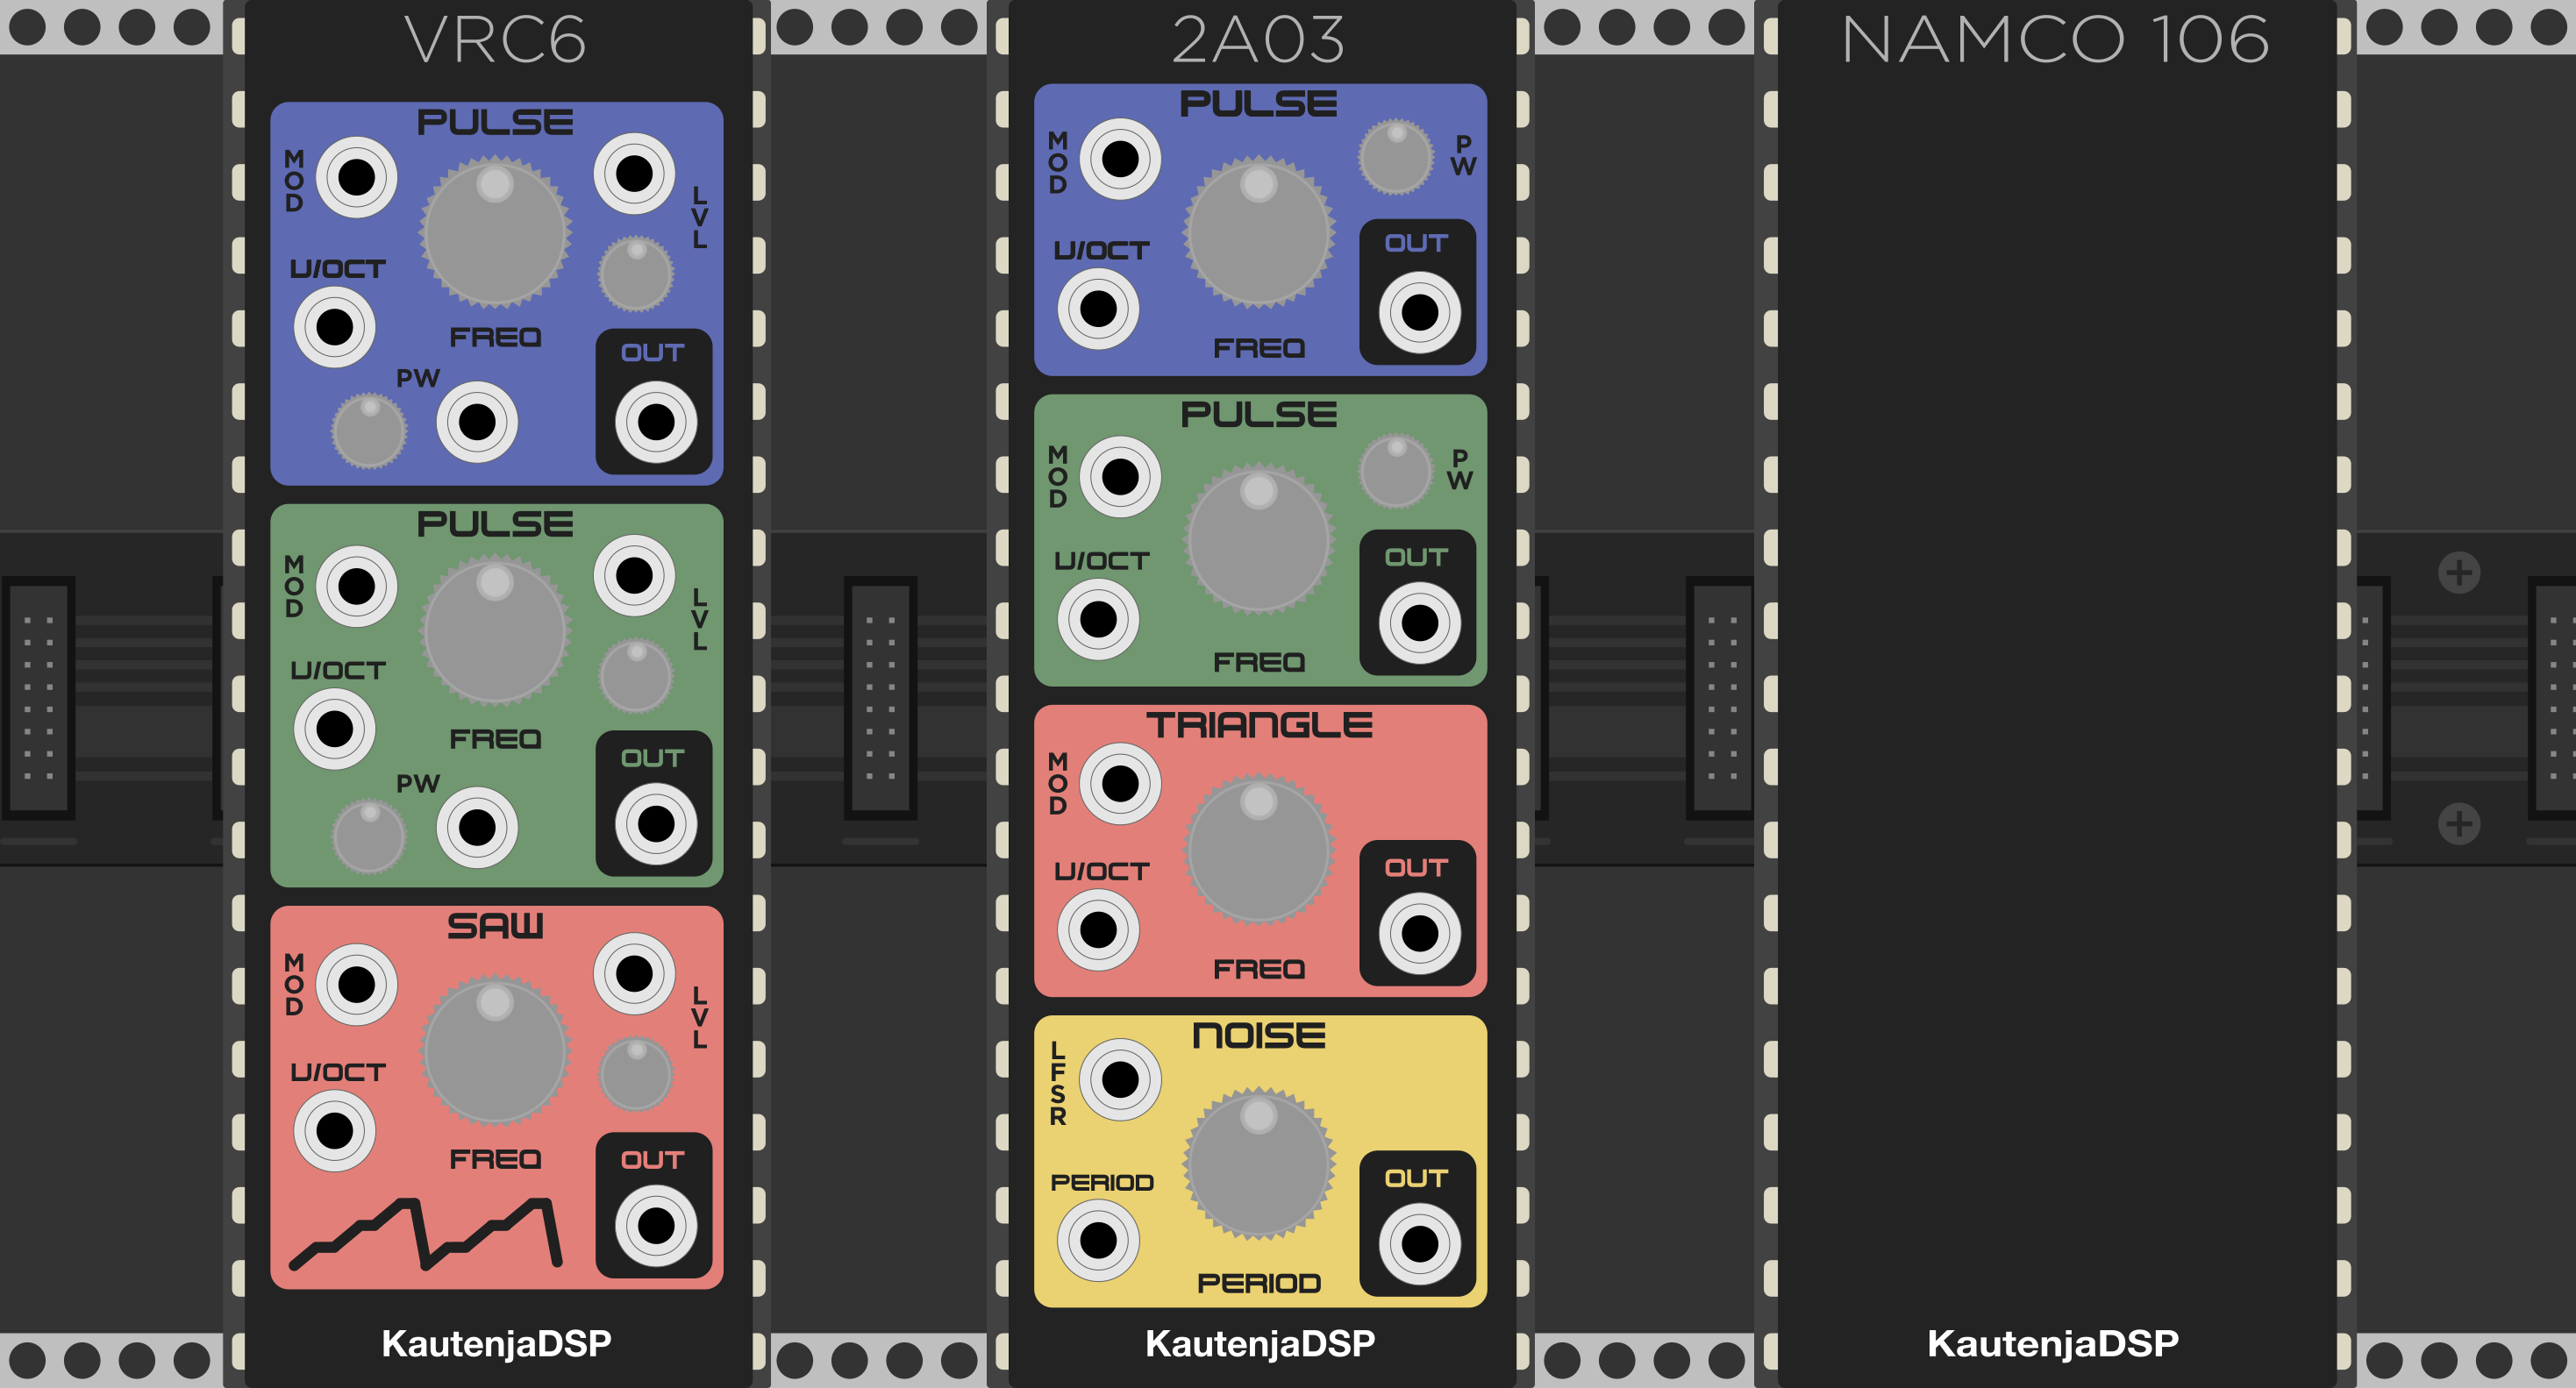 VRC6
PULSE
MOD
LVL
V/OCT
FREQ
PW
OUT
PULSE
MOD
LVL
V/OCT
FREQ
PW
OUT
SAW
MOD
LVL
V/OCT
FREQ
OUT
KautenjaDSP
2A03
PULSE
MOD
PW
V/OCT
OUT
FREQ
PULSE
MOD
PW
V/OCT
OUT
FREQ
TRIANGLE
MOD
V/OCT
OUT
FREQ
NOISE
LFSR
PERIOD
OUT
PERIOD
KautenjaDSP
NAMCO 106
KautenjaDSP